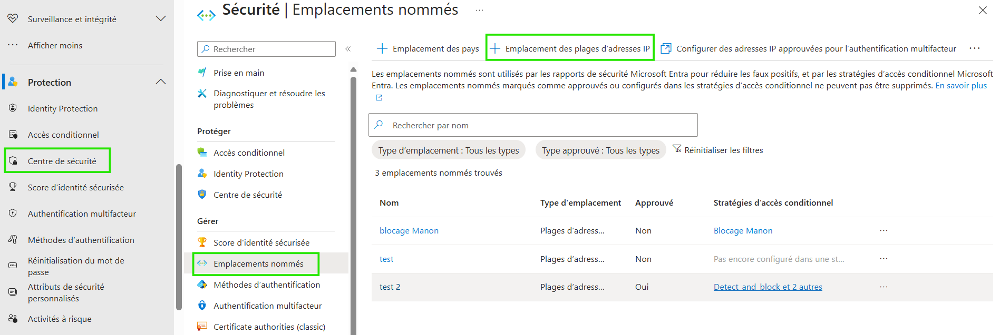 Surveillance et intégrité
Afficher moins
Protection
Identity Protection
Accès conditionnel
Centre de sécurité
Score d'identité sécurisée
Authentification multifacteur
Méthodes d'authentification
Réinitialisation du mot de
passe
Attributs de sécurité
personnalisés
Activités à risque
Sécurité | Emplacements nommés ...
Rechercher
Prise en main
Diagnostiquer et résoudre les
problèmes
Protéger
Accès conditionnel
Identity Protection
Centre de sécurité
Gérer
Score d'identité sécurisée
Emplacements nommés
Méthodes d'authentification
Authentification multifacteur
Certificate authorities (classic)
Emplacement des pays
Emplacement des plages d'adresses IP
Configurer des adresses IP approuvées pour l'authentification multifacteur
Les emplacements nommés sont utilisés par les rapports de sécurité Microsoft Entra pour réduire les faux positifs, et par les stratégies d'accès conditionnel Microsoft
Entra. Les emplacements nommés marqués comme approuvés ou configurés dans les stratégies d'accès conditionnel ne peuvent pas être supprimés. En savoir plus
Rechercher par nom
Type d'emplacement : Tous les types
Type approuvé : Tous les types
Réinitialiser les filtres
3 emplacements nommés trouvés
Nom Type d'emplacement Approuvé Stratégies d'accès conditionnel
blocage Manon Plages d'adress... Non Blocage Manon ...
test Plages d'adress... Non Pas encore configuré dans une st... ...
test 2 Plages d'adress... Oui Detect_and_block et 2 autres ...